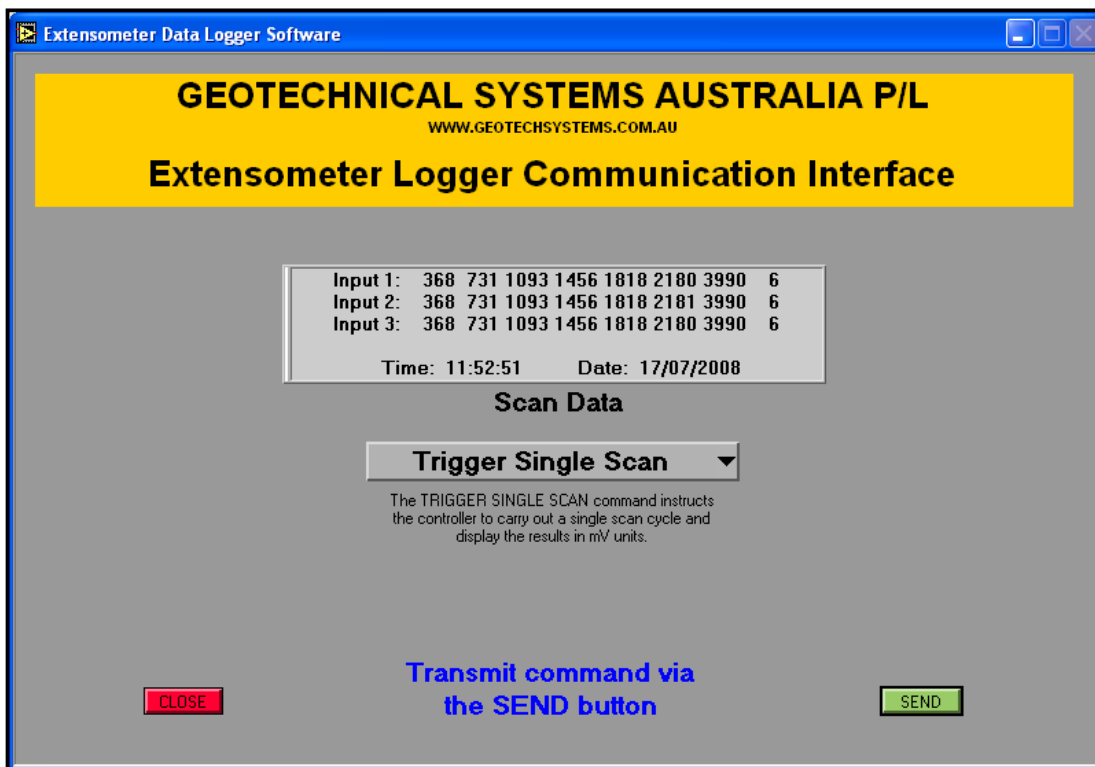 Extensometer Data Logger Software
GEOTECHNICAL SYSTEMS AUSTRALIA P/L
WWW.GEOTECHSYSTEMS.COM.AU
Extensometer Logger Communication Interface
Input 1: 368 731 1093 1456 1818 2180 3990 6
Input 2: 368 731 1093 1456 1818 2181 3990 6
Input 3: 368 731 1093 1456 1818 2180 3990 6
Time: 11:52:51 Date: 17/07/2008
Scan Data
Trigger Single Scan
The TRIGGER SINGLE SCAN command instructs
the controller to carry out a single scan cycle and
display the results in mV units.
Transmit command via
the SEND button
CLOSE
SEND